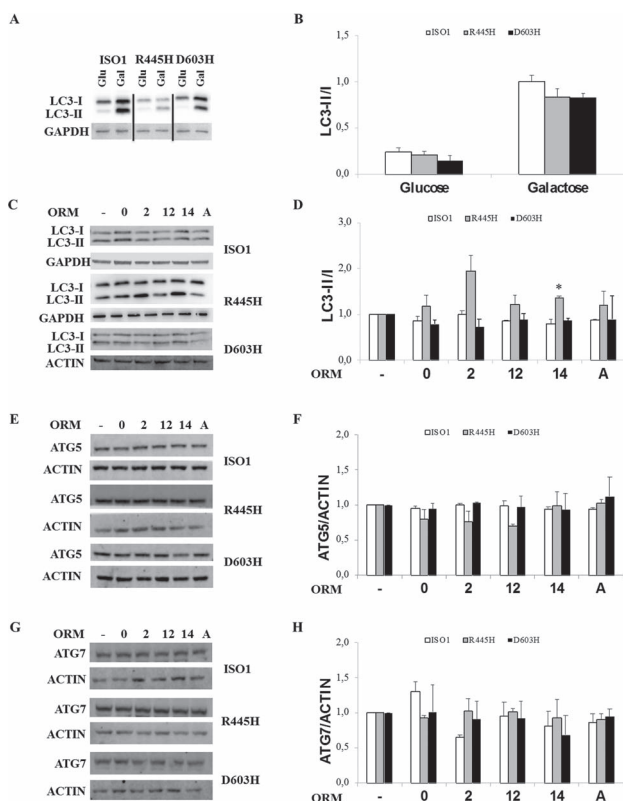 A
ISO1 R445H D603H
Glu Gal Glu Gal Glu Gal
LC3-I
LC3-II
GAPDH
B
ISO1 R445H D603H
LC3-II/I
1,5
1,0
0,5
0,0
Glucose Galactose
C
ORM - 0 2 12 14 A
LC3-I
LC3-II
ISO1
GAPDH
LC3-I
LC3-II
R445H
GAPDH
LC3-I
LC3-II
D603H
ACTIN
D
ISO1 R445H D603H
LC3-II/I
3,0
2,0
1,0
0,0
*
ORM - 0 2 12 14 A
E
ORM - 0 2 12 14 A
ATG5
ISO1
ACTIN
ATG5
R445H
ACTIN
ATG5
D603H
ACTIN
F
ISO1 R445H D603H
ATG5/ACTIN
2,0
1,5
1,0
0,5
0,0
ORM - 0 2 12 14 A
G
ORM - 0 2 12 14 A
ATG7
ISO1
ACTIN
ATG7
R445H
ACTIN
ATG7
D603H
ACTIN
H
ISO1 R445H D603H
ATG7/ACTIN
2,0
1,5
1,0
0,5
0,0
ORM - 0 2 12 14 A